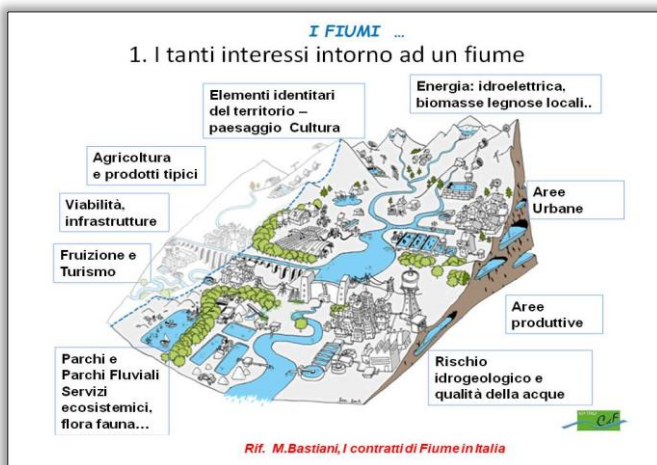 I FIUMI ...
1. I tanti interessi intorno ad un fiume
Elementi identitari
del territorio –
paesaggio Cultura
Energia: idroelettrica,
biomasse legnose locali..
Agricoltura
e prodotti tipici
Viabilità,
infrastrutture
Fruizione e
Turismo
Aree
Urbane
Aree
produttive
Parchi e
Parchi Fluviali
Servizi
ecosistemici,
flora fauna…
Rischio
idrogeologico e
qualità della acque
CdF
Rif. M.Bastiani, I contratti di Fiume in Italia